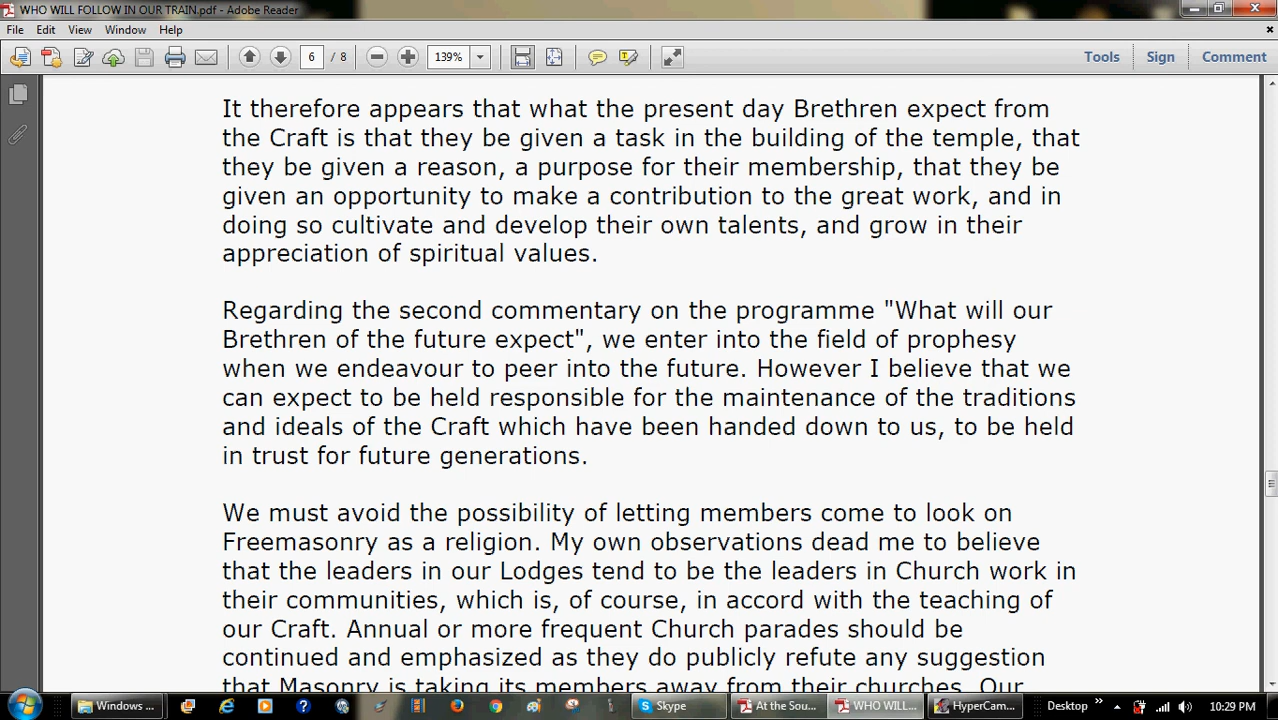 WHO WILL FOLLOW IN OUR TRAIN.pdf - Adobe Reader
File Edit View Window Help
6 / 8 139% Tools Sign Comment
It therefore appears that what the present day Brethren expect from
the Craft is that they be given a task in the building of the temple, that
they be given a reason, a purpose for their membership, that they be
given an opportunity to make a contribution to the great work, and in
doing so cultivate and develop their own talents, and grow in their
appreciation of spiritual values.
Regarding the second commentary on the programme "What will our
Brethren of the future expect", we enter into the field of prophesy
when we endeavour to peer into the future. However I believe that we
can expect to be held responsible for the maintenance of the traditions
and ideals of the Craft which have been handed down to us, to be held
in trust for future generations.
We must avoid the possibility of letting members come to look on
Freemasonry as a religion. My own observations dead me to believe
that the leaders in our Lodges tend to be the leaders in Church work in
their communities, which is, of course, in accord with the teaching of
our Craft. Annual or more frequent Church parades should be
continued and emphasized as they do publicly refute any suggestion
that Masonry is taking its members away from their churches. Our
Windows ... Skype At the Sou... WHO WILL... HyperCam... Desktop » 10:29 PM